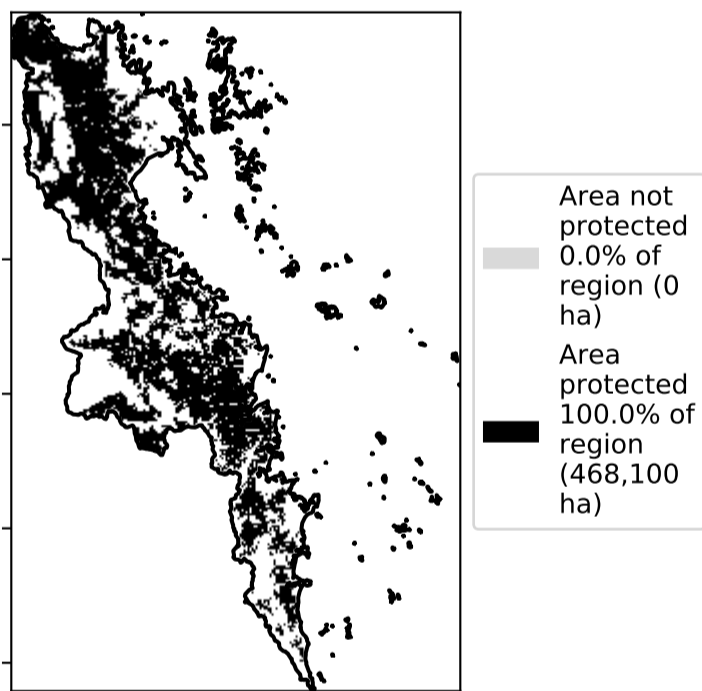 Area not
protected
0.0% of
region (0
ha)
Area
protected
100.0% of
region
(468,100
ha)